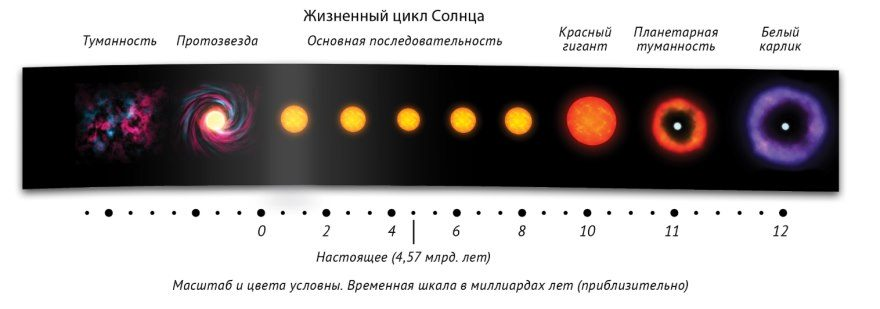 Жизненный цикл Солнца
Туманность Протозвезда Основная последовательность Красный гигант Планетарная туманность Белый карлик
0 2 4 6 8 10 11 12
Настоящее (4,57 млрд. лет)
Масштаб и цвета условны. Временная шкала в миллиардах лет (приблизительно)